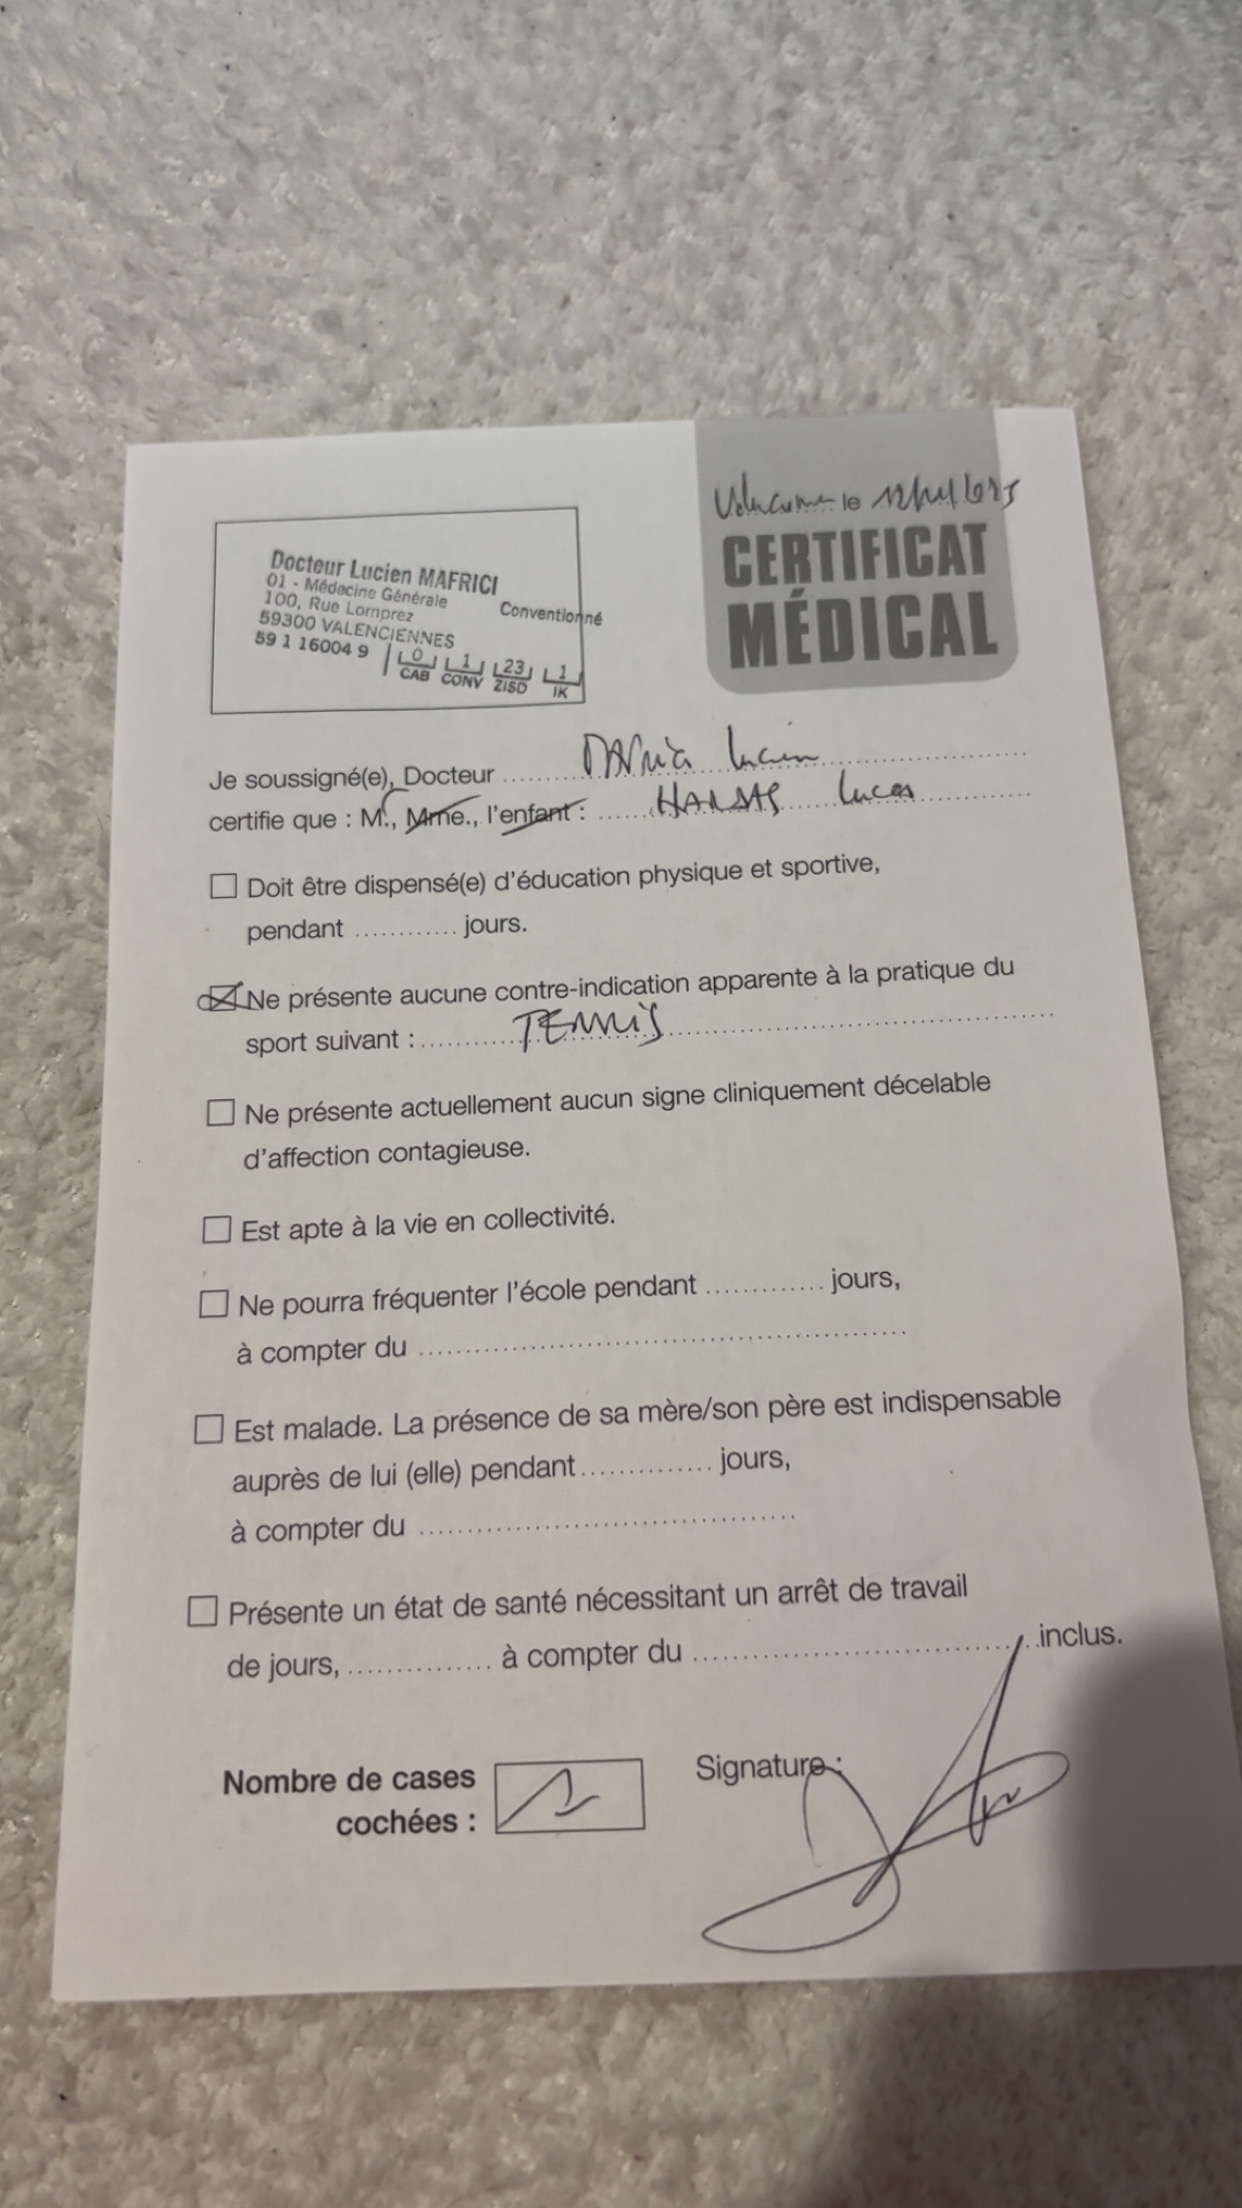 le
CERTIFICAT
MÉDICAL
Docteur Lucien MAFRICI
01 - Médecine Générale
Conventionné
100, Rue Lomprez
59300 VALENCIENNES
59 1 16004 9 0 1 23 1
CAB CONV ZISD IK
Je soussigné(e), Docteur ..........
certifie que : M., Mme., l'enfant : .......... Lucas
Doit être dispensé(e) d'éducation physique et sportive,
pendant ............ jours.
Ne présente aucune contre-indication apparente à la pratique du
sport suivant : .......... TENNIS
Ne présente actuellement aucun signe cliniquement décelable
d'affection contagieuse.
Est apte à la vie en collectivité.
Ne pourra fréquenter l'école pendant ............. jours,
à compter du ..........
Est malade. La présence de sa mère/son père est indispensable
auprès de lui (elle) pendant .............. jours,
à compter du ..........
Présente un état de santé nécessitant un arrêt de travail
de jours, ................ à compter du .......... inclus.
Nombre de cases
cochées : 1
Signature :